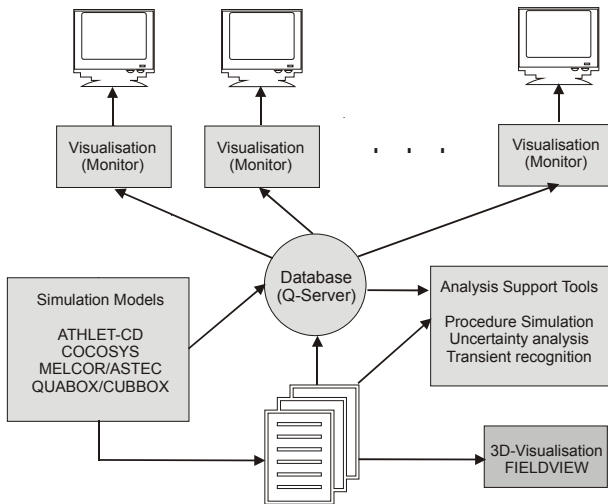 Visualisation
(Monitor)
Visualisation
(Monitor)
. . .
Visualisation
(Monitor)
Database
(Q-Server)
Simulation Models
ATHLET-CD
COCOSYS
MELCOR/ASTEC
QUABOX/CUBBOX
Analysis Support Tools
Procedure Simulation
Uncertainty analysis
Transient recognition
3D-Visualisation
FIELDVIEW